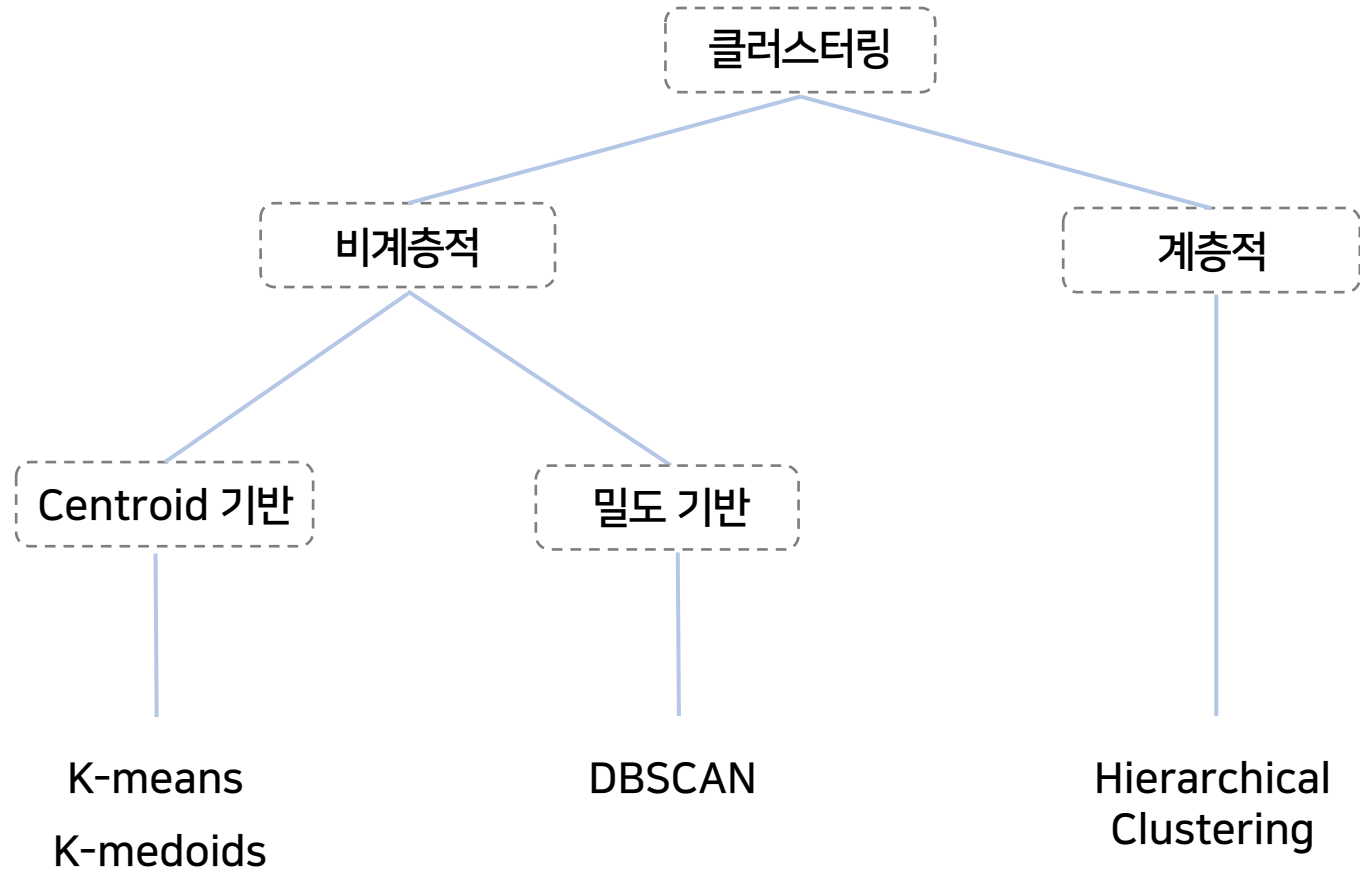 클러스터링
비계층적
계층적
Centroid 기반
밀도 기반
K-means
DBSCAN
Hierarchical
Clustering
K-medoids